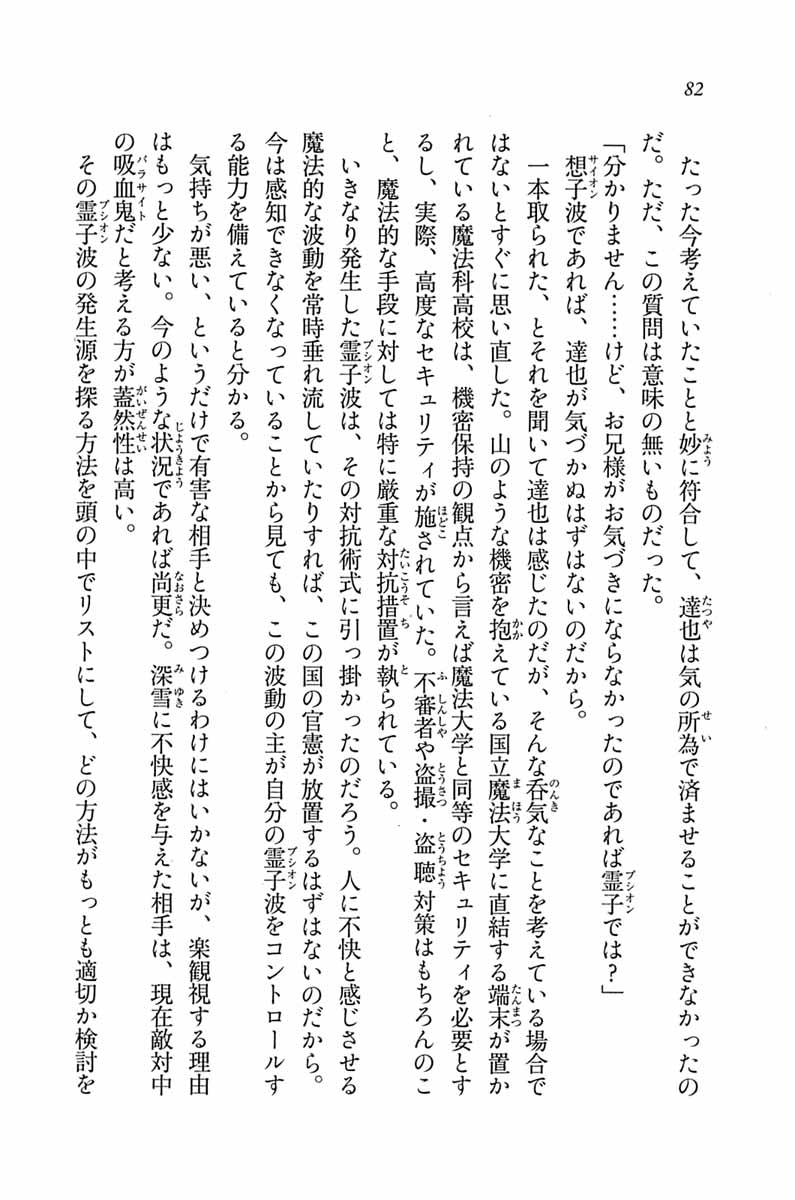 82
たった今考えていたことと妙に符合して、達也は気の所為で済ませることができなかったの
だ。ただ、この質問は意味の無いものだった。
「分かりません……けど、お兄様がお気づきにならなかったのであれば霊子では？」
想子波であれば、達也が気づかぬはずはないのだから。
一本取られた、とそれを聞いて達也は感じたのだが、そんな呑気なことを考えている場合で
はないとすぐに思い直した。山のような機密を抱えている国立魔法大学に直結する端末が置か
れている魔法科高校は、機密保持の観点から言えば魔法大学と同等のセキュリティを必要とす
るし、実際、高度なセキュリティが施されていた。不審者や盗撮・盗聴対策はもちろんのこ
と、魔法的な手段に対しては特に厳重な対抗措置が執られている。
いきなり発生した霊子波は、その対抗術式に引っ掛かったのだろう。人に不快と感じさせる
魔法的な波動を常時垂れ流していたりすれば、この国の官憲が放置するはずはないのだから。
今は感知できなくなっていることから見ても、この波動の主が自分の霊子波をコントロールす
る能力を備えていると分かる。
気持ちが悪い、というだけで有害な相手と決めつけるわけにはいかないが、楽観視する理由
はもっと少ない。今のような状況であれば尚更だ。深雪に不快感を与えた相手は、現在敵対中
の吸血鬼だと考える方が蓋然性は高い。
その霊子波の発生源を探る方法を頭の中でリストにして、どの方法がもっとも適切か検討を